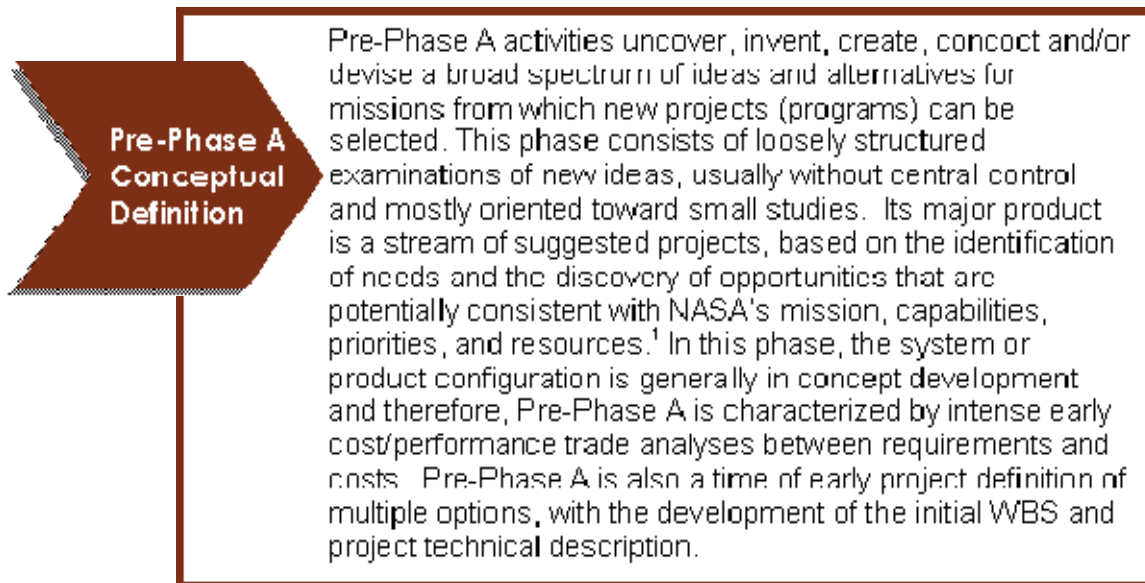 Pre-Phase A
Conceptual
Definition
Pre-Phase A activities uncover, invent, create, concoct and/or
devise a broad spectrum of ideas and alternatives for
missions from which new projects (programs) can be
selected. This phase consists of loosely structured
examinations of new ideas, usually without central control
and mostly oriented toward small studies.  Its major product
is a stream of suggested projects, based on the identification
of needs and the discovery of opportunities that are
potentially consistent with NASA's mission, capabilities,
priorities, and resources.¹ In this phase, the system or
product configuration is generally in concept development
and therefore, Pre-Phase A is characterized by intense early
cost/performance trade analyses between requirements and
costs.  Pre-Phase A is also a time of early project definition of
multiple options, with the development of the initial WBS and
project technical description.